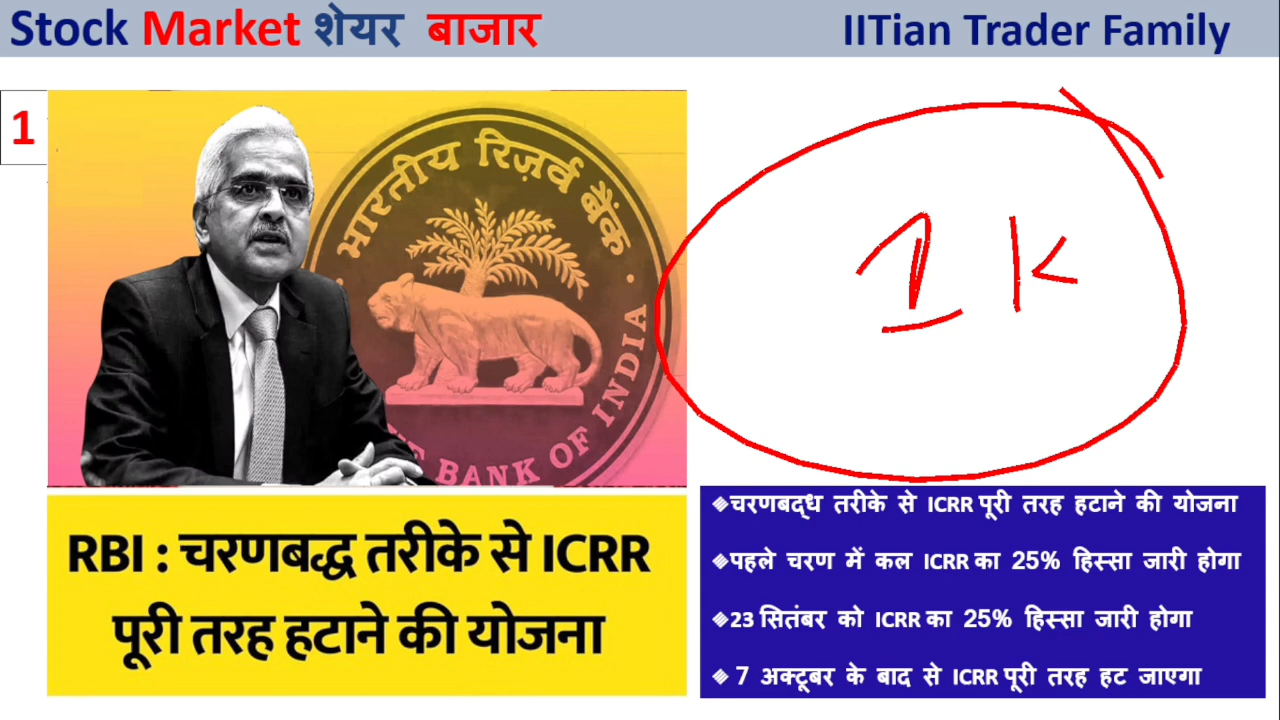 Stock Market शेयर बाजार
IITian Trader Family
1
भारतीय रिज़र्व बैंक
BANK OF INDIA
1 K
RBI : चरणबद्ध तरीके से ICRR
पूरी तरह हटाने की योजना
❖चरणबद्ध तरीके से ICRR पूरी तरह हटाने की योजना
❖पहले चरण में कल ICRR का 25% हिस्सा जारी होगा
❖23 सितंबर को ICRR का 25% हिस्सा जारी होगा
❖ 7 अक्टूबर के बाद से ICRR पूरी तरह हट जाएगा